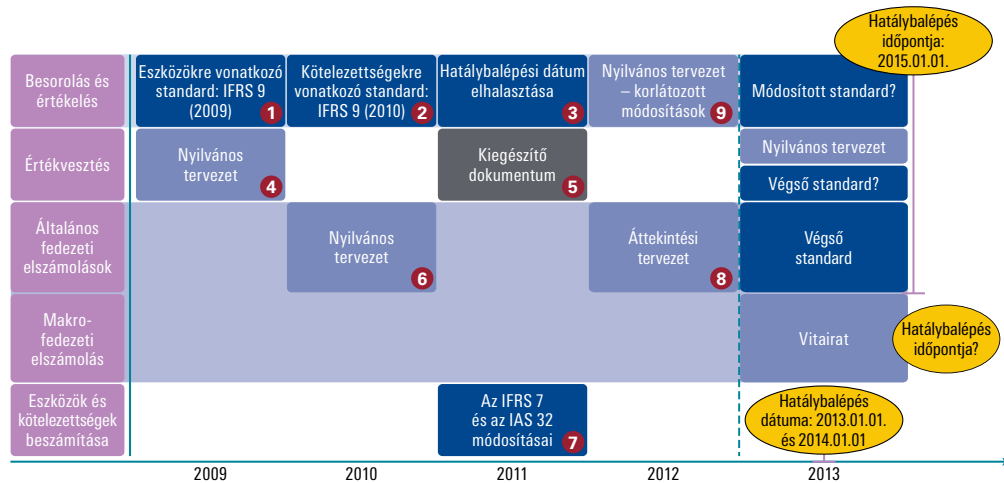 Hatálybalépés
időpontja:
2015.01.01.
Besorolás és
értékelés
Eszközökre vonatkozó
standard: IFRS 9
(2009)
1
Kötelezettségekre
vonatkozó standard:
IFRS 9 (2010)
2
Hatálybalépési dátum
elhalasztása
3
Nyilvános tervezet
– korlátozott
módosítások
9
Módosított standard?
Értékvesztés
Nyilvános
tervezet
4
Kiegészítő
dokumentum
5
Nyilvános tervezet
Végső standard?
Általános
fedezeti
elszámolások
Nyilvános
tervezet
6
Áttekintési
tervezet
8
Végső
standard
Makro-
fedezeti
elszámolás
Vitairat
Hatálybalépés
időpontja?
Eszközök és
kötelezettségek
beszámítása
Az IFRS 7
és az IAS 32
módosításai
7
Hatálybalépés
dátuma: 2013.01.01.
és 2014.01.01
2009
2010
2011
2012
2013